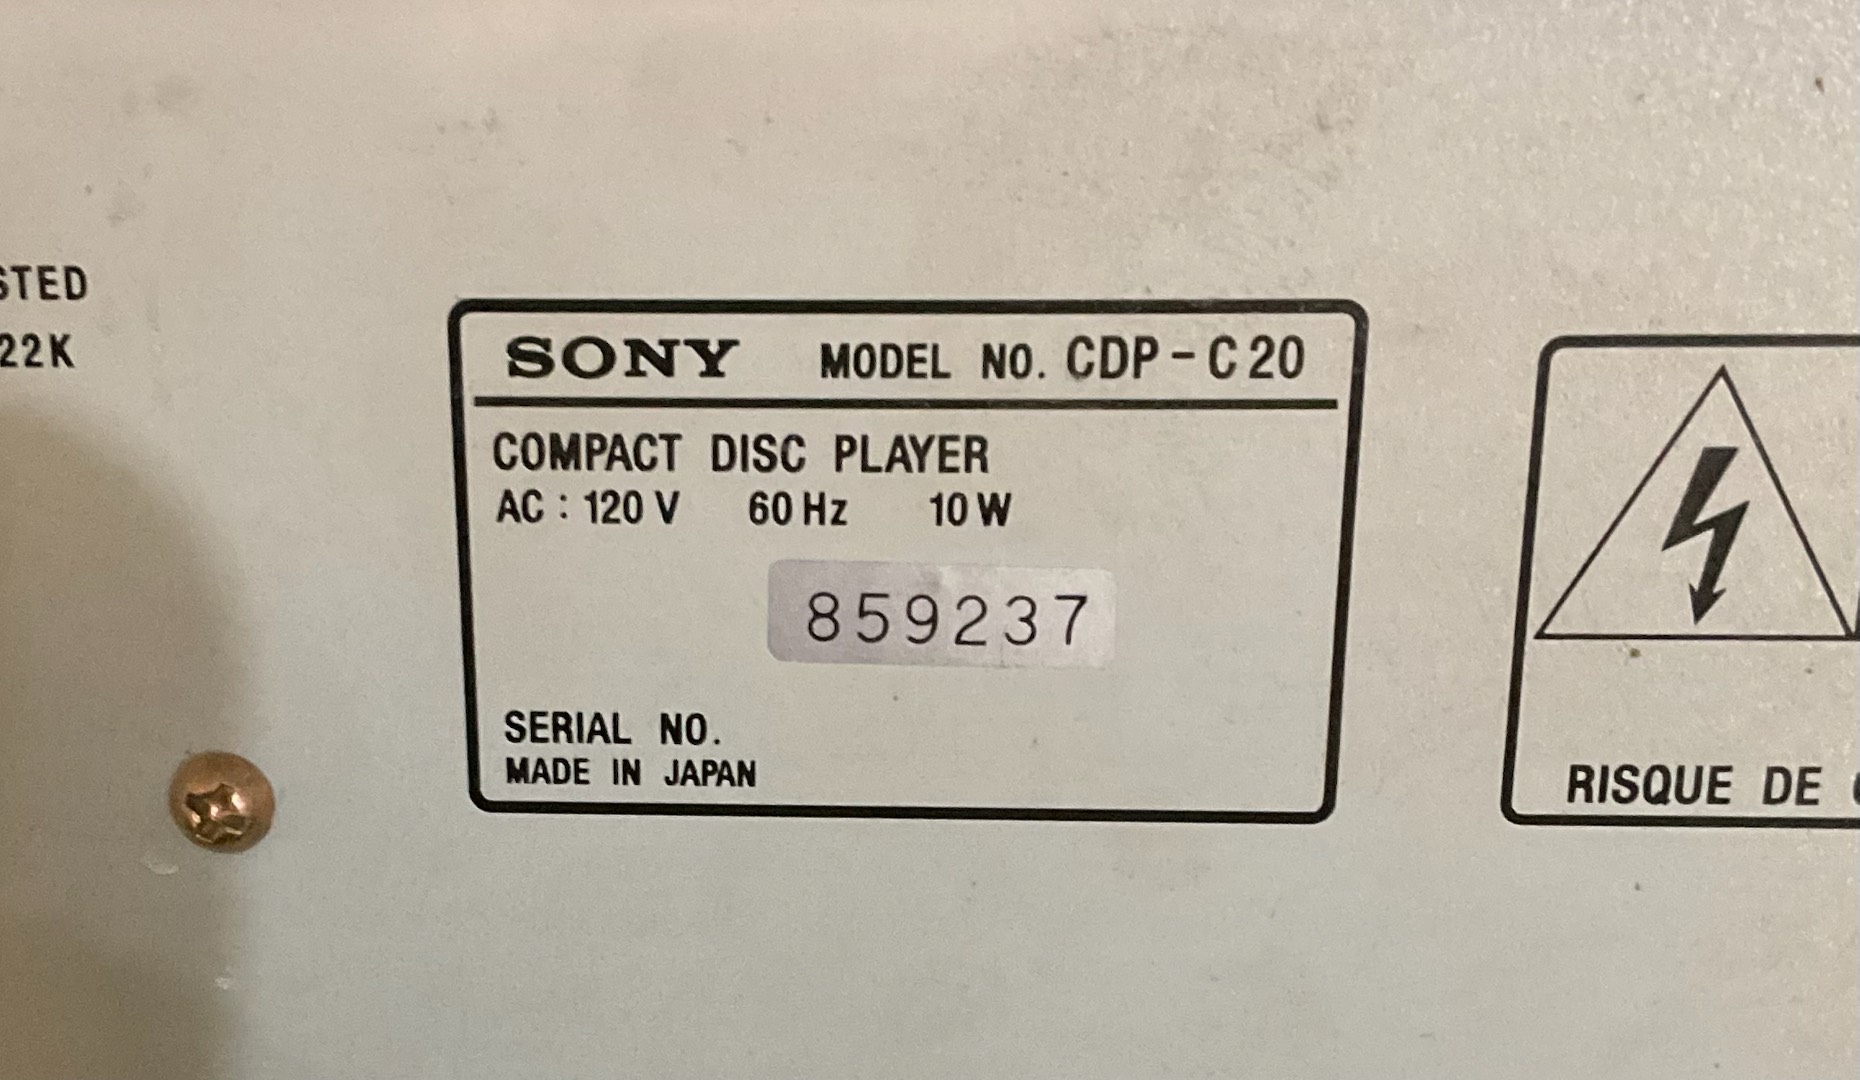 STED
22K
SONY MODEL NO. CDP-C20
COMPACT DISC PLAYER
AC : 120 V 60 Hz 10 W
859237
SERIAL NO.
MADE IN JAPAN
RISQUE DE